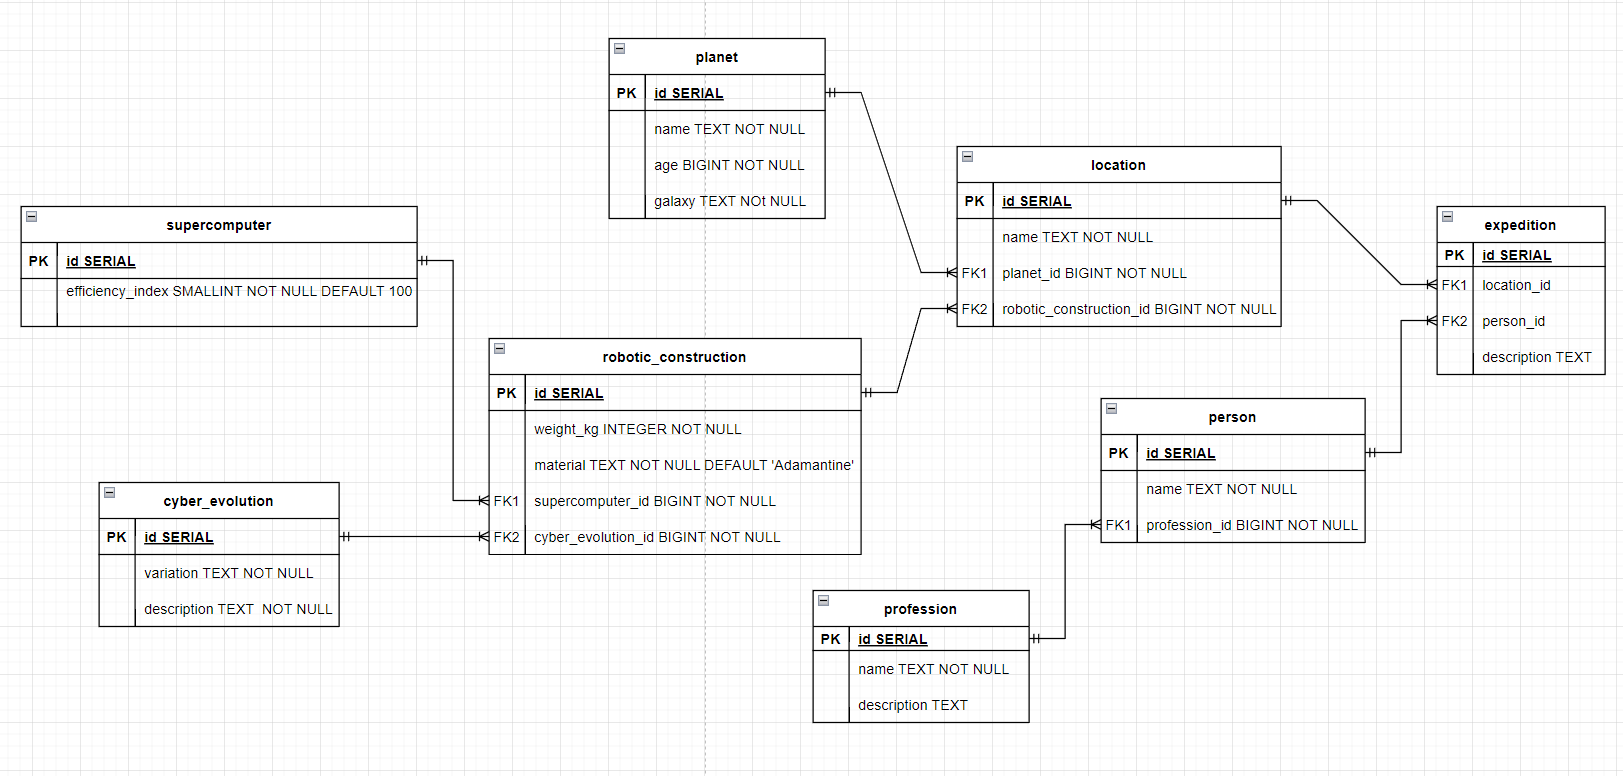 planet
PK id SERIAL
name TEXT NOT NULL
age BIGINT NOT NULL
galaxy TEXT NOt NULL
location
PK id SERIAL
name TEXT NOT NULL
FK1 planet_id BIGINT NOT NULL
FK2 robotic_construction_id BIGINT NOT NULL
supercomputer
PK id SERIAL
efficiency_index SMALLINT NOT NULL DEFAULT 100
expedition
PK id SERIAL
FK1 location_id
FK2 person_id
description TEXT
robotic_construction
PK id SERIAL
weight_kg INTEGER NOT NULL
material TEXT NOT NULL DEFAULT 'Adamantine'
FK1 supercomputer_id BIGINT NOT NULL
FK2 cyber_evolution_id BIGINT NOT NULL
person
PK id SERIAL
name TEXT NOT NULL
FK1 profession_id BIGINT NOT NULL
cyber_evolution
PK id SERIAL
variation TEXT NOT NULL
description TEXT  NOT NULL
profession
PK id SERIAL
name TEXT NOT NULL
description TEXT